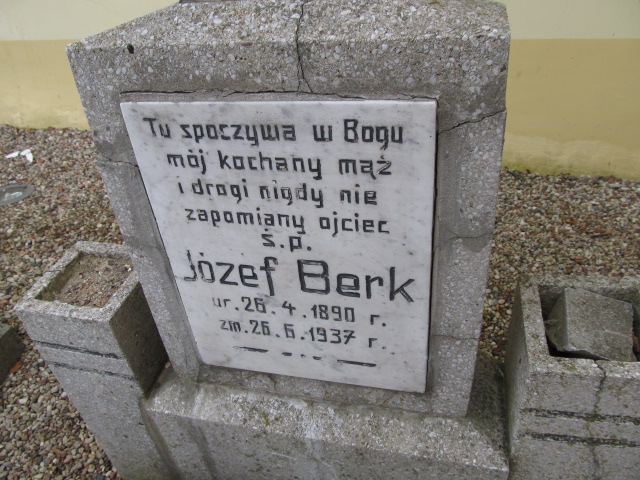 Tu spoczywa w Bogu
mój kochany mąż
i drogi nigdy nie
zapomiany ojciec
ś.p.
Józef Berk
ur. 26.4.1890 r.
zm. 26.6.1937 r.